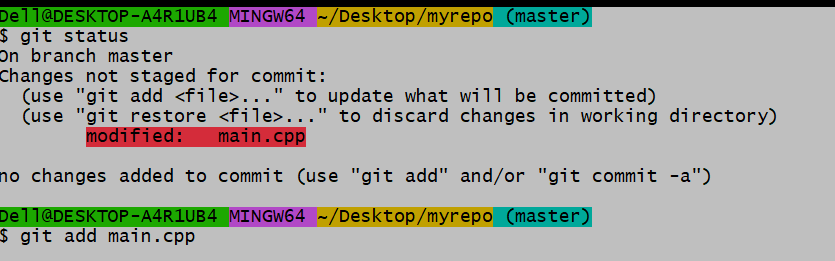 Dell@DESKTOP-A4R1UB4 MINGW64 ~/Desktop/myrepo (master)
$ git status
On branch master
Changes not staged for commit:
  (use "git add <file>..." to update what will be committed)
  (use "git restore <file>..." to discard changes in working directory)
        modified:   main.cpp

no changes added to commit (use "git add" and/or "git commit -a")

Dell@DESKTOP-A4R1UB4 MINGW64 ~/Desktop/myrepo (master)
$ git add main.cpp